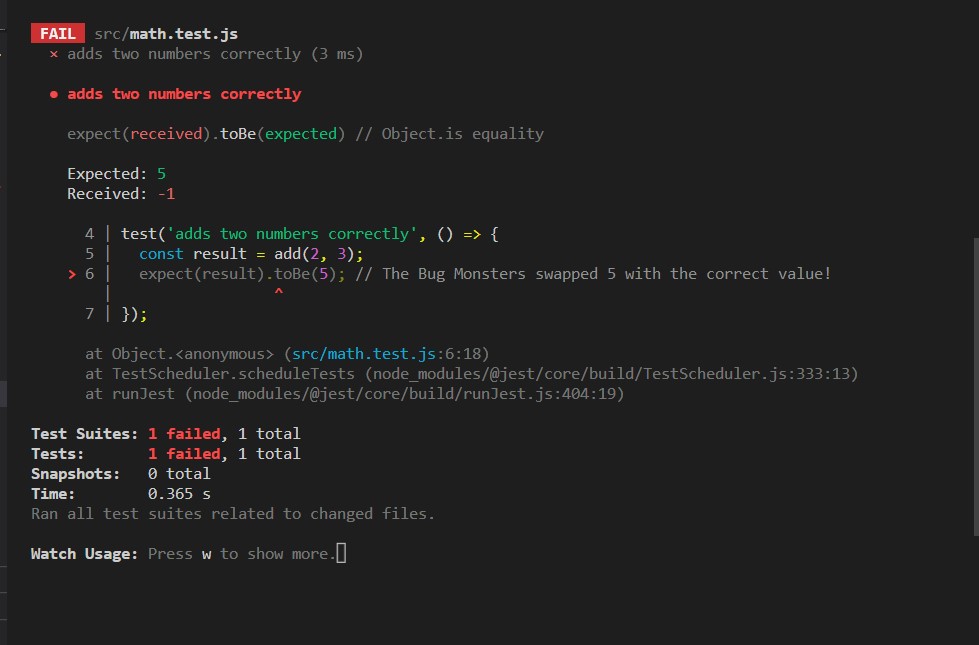 FAIL src/math.test.js
× adds two numbers correctly (3 ms)
● adds two numbers correctly
expect(received).toBe(expected) // Object.is equality
Expected: 5
Received: -1
4 | test('adds two numbers correctly', () => {
5 | const result = add(2, 3);
> 6 | expect(result).toBe(5); // The Bug Monsters swapped 5 with the correct value!
| ^
7 | });
at Object.<anonymous> (src/math.test.js:6:18)
at TestScheduler.scheduleTests (node_modules/@jest/core/build/TestScheduler.js:333:13)
at runJest (node_modules/@jest/core/build/runJest.js:404:19)
Test Suites: 1 failed, 1 total
Tests: 1 failed, 1 total
Snapshots: 0 total
Time: 0.365 s
Ran all test suites related to changed files.
Watch Usage: Press w to show more.